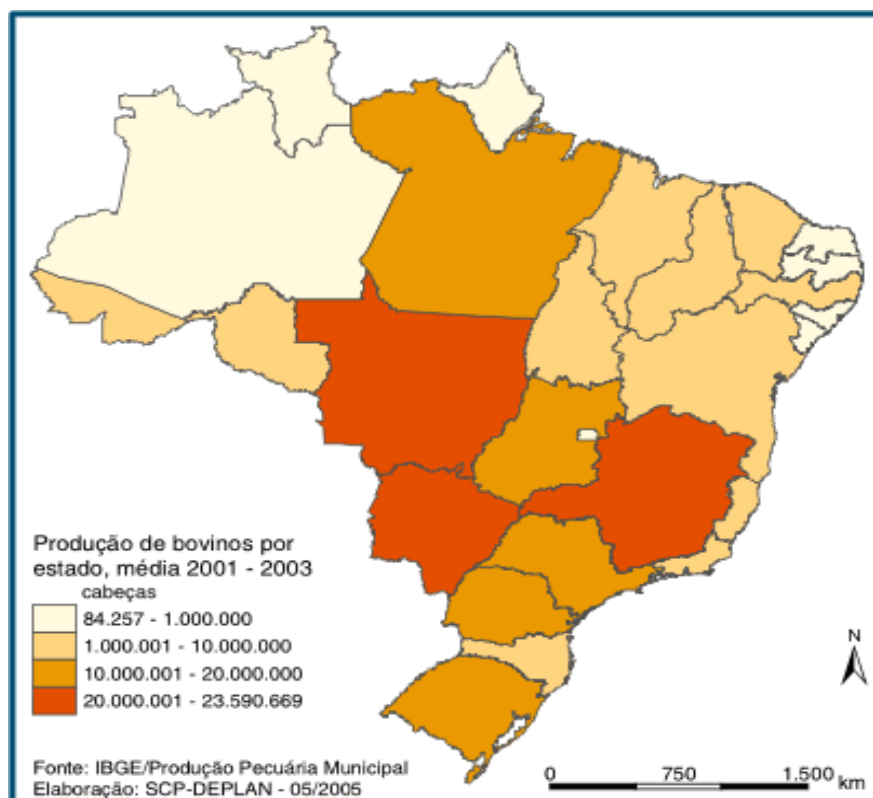 Produção de bovinos por
estado, média 2001 - 2003
cabeças
84.257 - 1.000.000
1.000.001 - 10.000.000
10.000.001 - 20.000.000
20.000.001 - 23.590.669
N
Fonte: IBGE/Produção Pecuária Municipal
Elaboração: SCP-DEPLAN - 05/2005
0 750 1.500 km